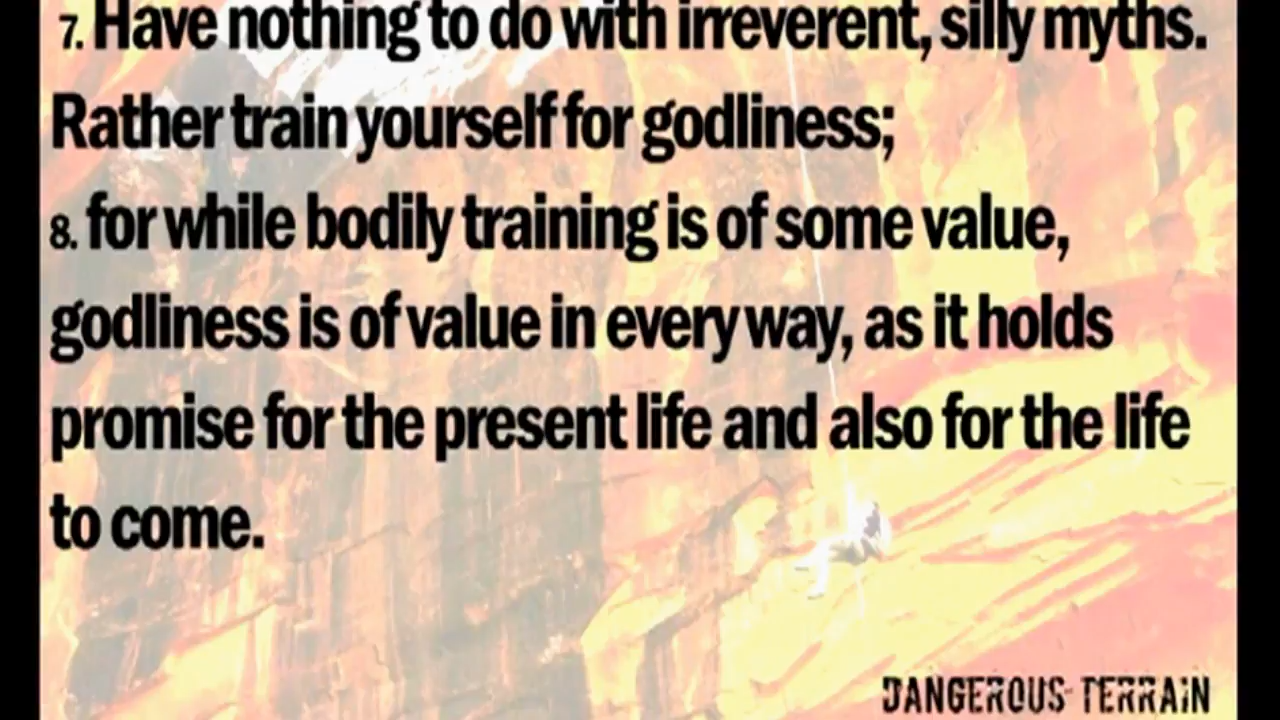 7. Have nothing to do with irreverent, silly myths.
Rather train yourself for godliness;
8. for while bodily training is of some value,
godliness is of value in every way, as it holds
promise for the present life and also for the life
to come.
DANGEROUS TERRAIN